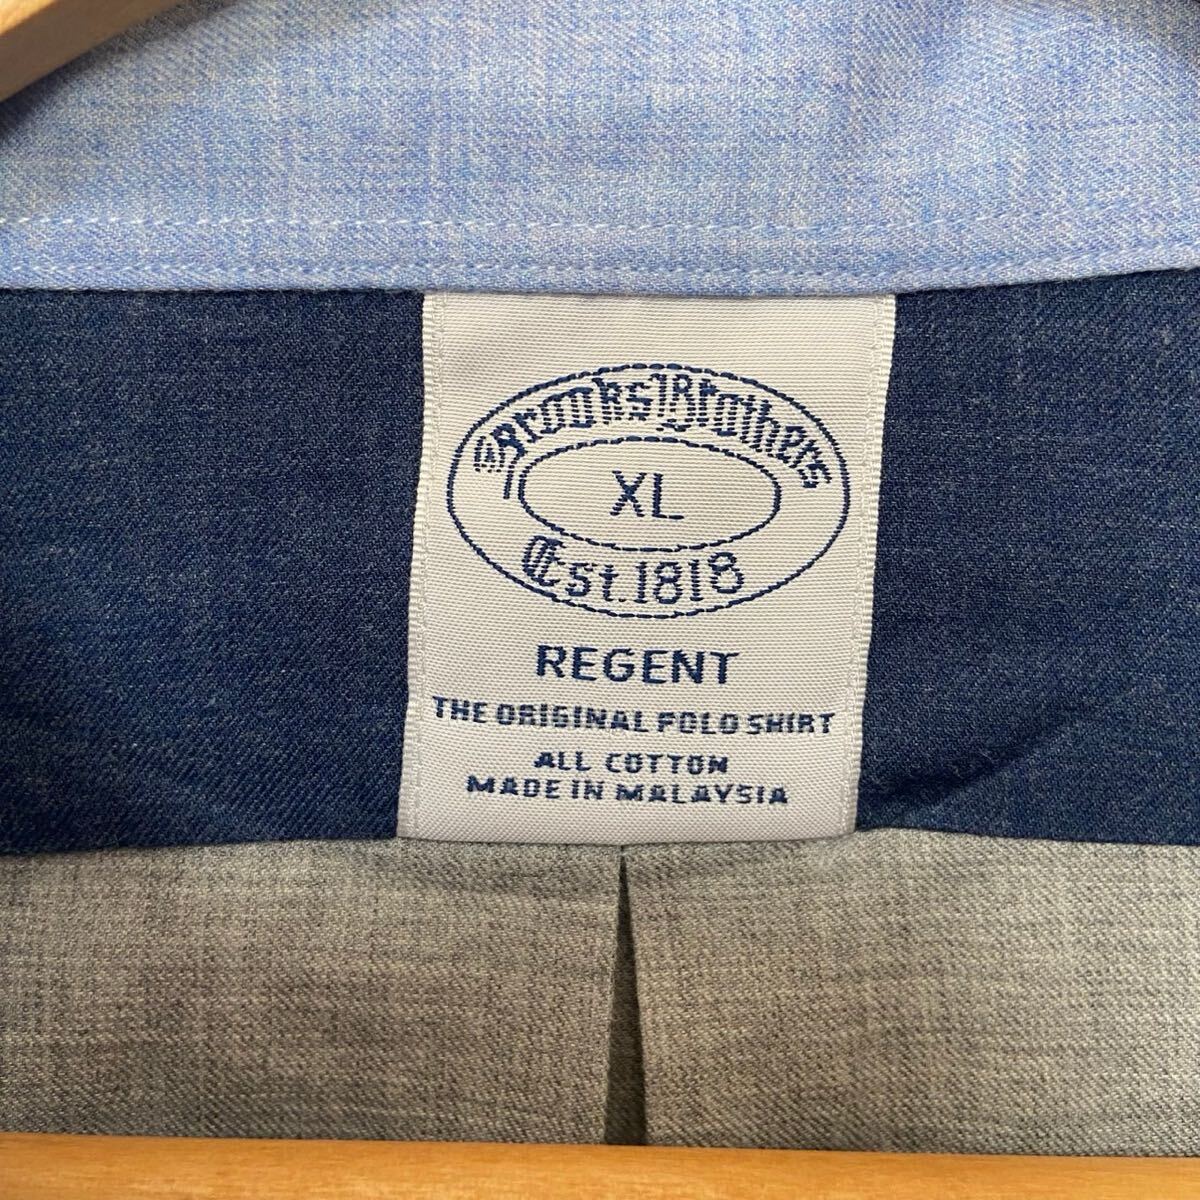 Brooks Brothers
XL
Est. 1818
REGENT
THE ORIGINAL POLO SHIRT
ALL COTTON
MADE IN MALAYSIA